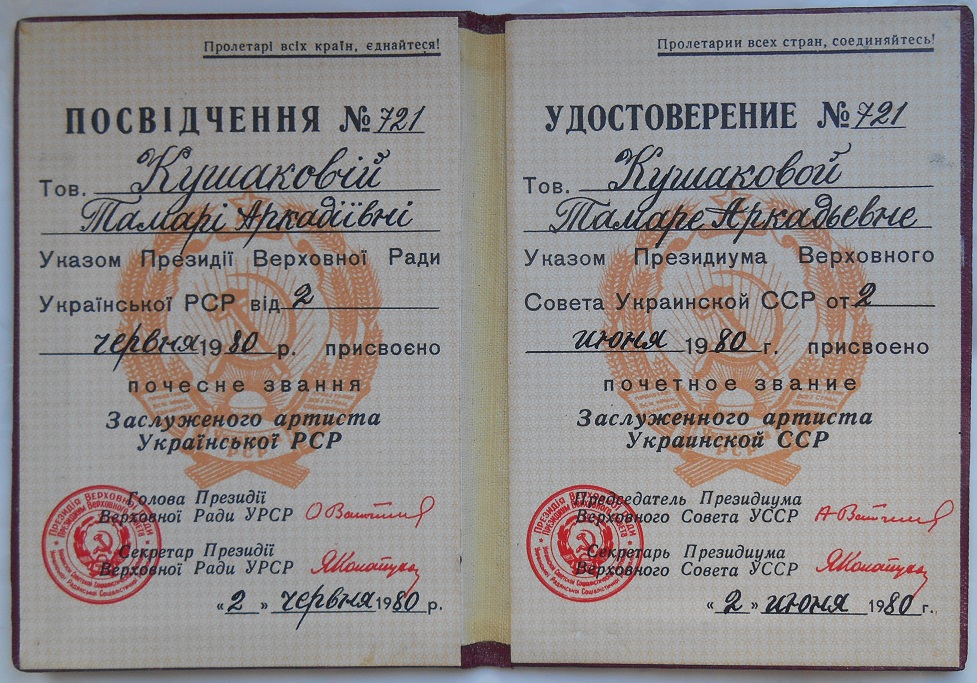 Пролетарі всіх країн, єднайтеся!
ПОСВІДЧЕННЯ № 721
Тов. Кушаковій
Тамарі Аркадіївні
Указом Президії Верховної Ради
Української РСР від 2
червня 1980 р. присвоєно
почесне звання
Заслуженого артиста
Української РСР
Голова Президії
Верховної Ради УРСР
Секретар Президії
Верховної Ради УРСР
«2» червня 1980 р.
Пролетарии всех стран, соединяйтесь!
УДОСТОВЕРЕНИЕ № 721
Тов. Кушаковой
Тамаре Аркадьевне
Указом Президиума Верховного
Совета Украинской ССР от 2
июня 1980 г. присвоено
почетное звание
Заслуженного артиста
Украинской ССР
Председатель Президиума
Верховного Совета УССР
Секретарь Президиума
Верховного Совета УССР
«2» июня 1980 г.